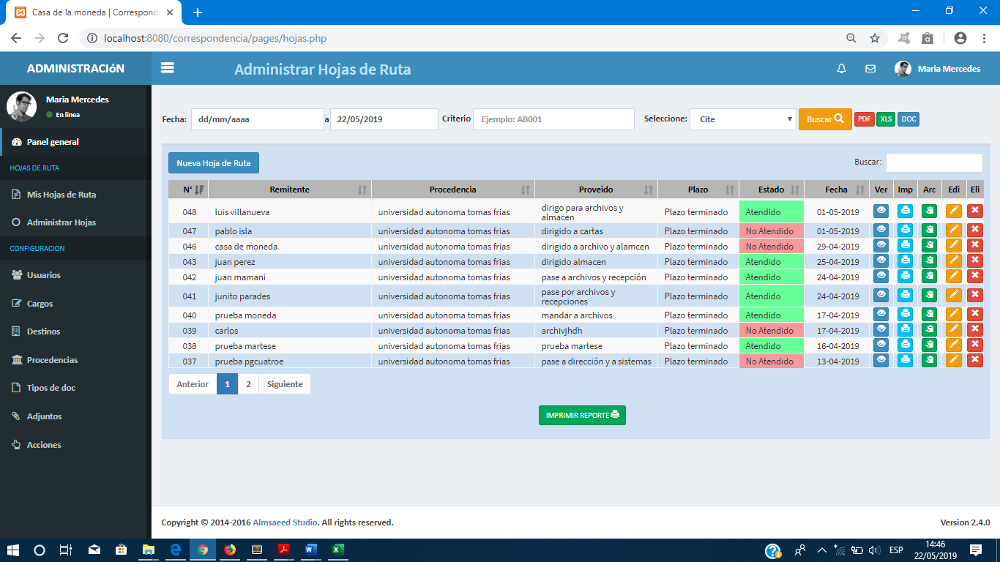 Casa de la moneda | Correspond
localhost:8080/correspondencia/pages/hojas.php
ADMINISTRACIóN
Administrar Hojas de Ruta
Maria Mercedes
Maria Mercedes
En linea
Panel general
HOJAS DE RUTA
Mis Hojas de Ruta
Administrar Hojas
CONFIGURACION
Usuarios
Cargos
Destinos
Procedencias
Tipos de doc
Adjuntos
Acciones
Fecha: dd/mm/aaaa a 22/05/2019 Criterio Ejemplo: AB001 Seleccione: Cite Buscar PDF XLS DOC
Nueva Hoja de Ruta Buscar:
N° Remitente Procedencia Proveido Plazo Estado Fecha Ver Imp Arc Edi Eli
048 luis villanueva universidad autonoma tomas frias dirigo para archivos y almacen Plazo terminado Atendido 01-05-2019
047 pablo isla universidad autonoma tomas frias dirigido a cartas Plazo terminado No Atendido 01-05-2019
046 casa de moneda universidad autonoma tomas frias dirigido a archivo y alamcen Plazo terminado No Atendido 29-04-2019
043 juan perez universidad autonoma tomas frias dirigido almacen Plazo terminado Atendido 25-04-2019
042 juan mamani universidad autonoma tomas frias pase a archivos y recepción Plazo terminado Atendido 24-04-2019
041 junito parades universidad autonoma tomas frias pase por archivos y recepciones Plazo terminado Atendido 24-04-2019
040 prueba moneda universidad autonoma tomas frias mandar a archivos Plazo terminado Atendido 17-04-2019
039 carlos universidad autonoma tomas frias archivjhdh Plazo terminado No Atendido 17-04-2019
038 prueba martese universidad autonoma tomas frias prueba martese Plazo terminado Atendido 16-04-2019
037 prueba pgcuatroe universidad autonoma tomas frias pase a dirección y a sistemas Plazo terminado No Atendido 13-04-2019
Anterior 1 2 Siguiente
IMPRIMIR REPORTE
Copyright © 2014-2016 Almsaeed Studio. All rights reserved. Version 2.4.0
ESP
14:46
22/05/2019